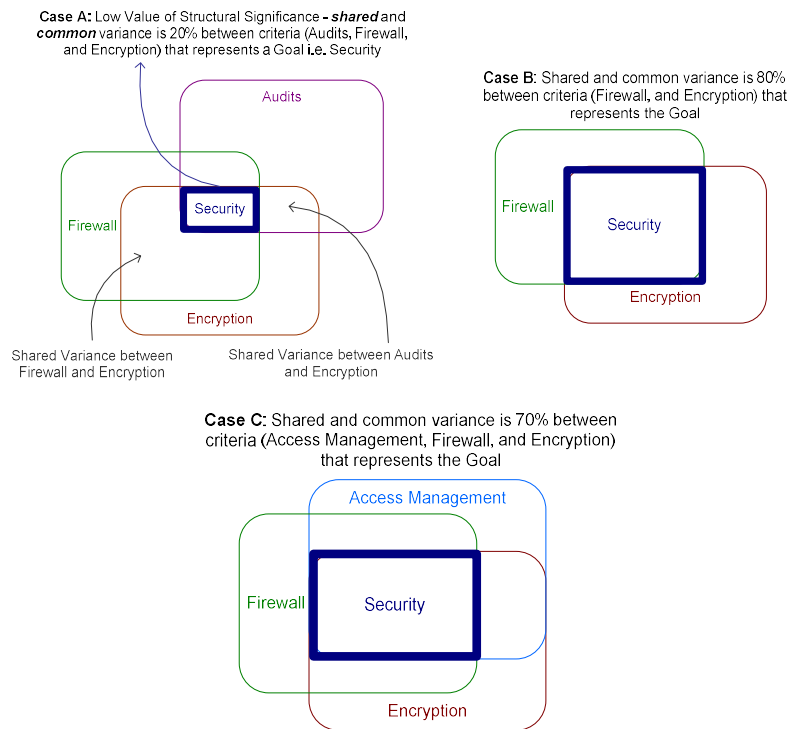 Case A: Low Value of Structural Significance - shared and
common variance is 20% between criteria (Audits, Firewall,
and Encryption) that represents a Goal i.e. Security
Audits
Security
Firewall
Encryption
Shared Variance between
Firewall and Encryption
Shared Variance between Audits
and Encryption
Case B: Shared and common variance is 80%
between criteria (Firewall, and Encryption) that
represents the Goal
Firewall
Security
Encryption
Case C: Shared and common variance is 70% between
criteria (Access Management, Firewall, and Encryption)
that represents the Goal
Access Management
Firewall
Security
Encryption